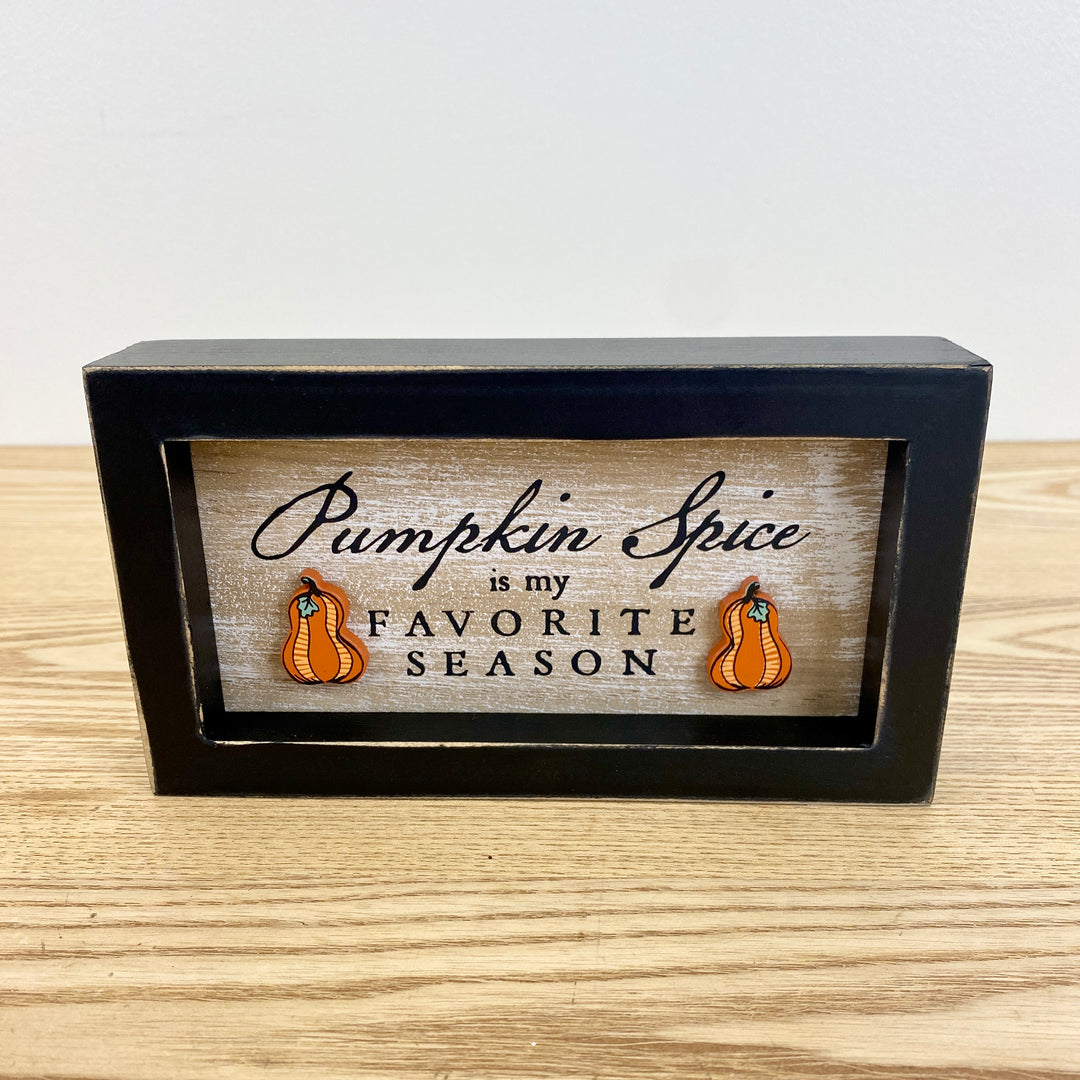 Pumpkin Spice
is my
FAVORITE
SEASON